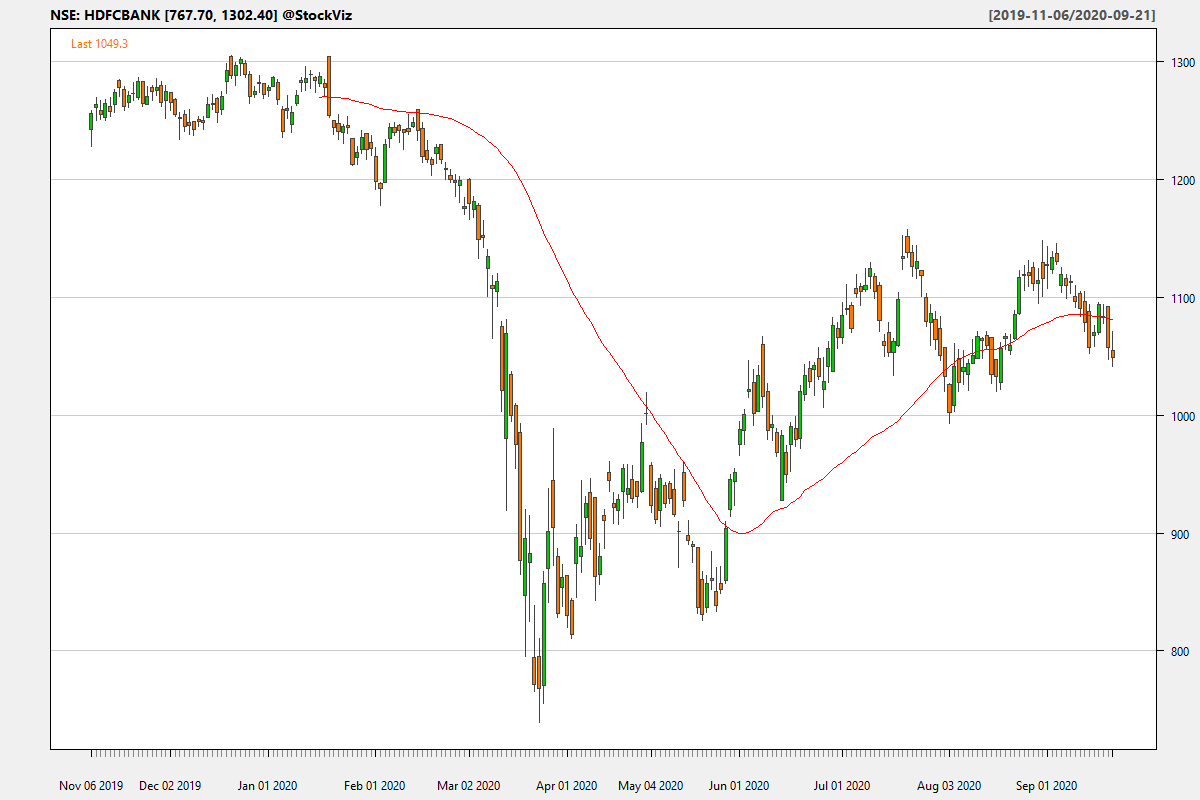 NSE: HDFCBANK [767.70, 1302.40] @StockViz
[2019-11-06/2020-09-21]
Last 1049.3
1300
1200
1100
1000
900
800
Nov 06 2019 Dec 02 2019 Jan 01 2020 Feb 02 2020 Mar 02 2020 Apr 01 2020 May 04 2020 Jun 01 2020 Jul 01 2020 Aug 03 2020 Sep 01 2020